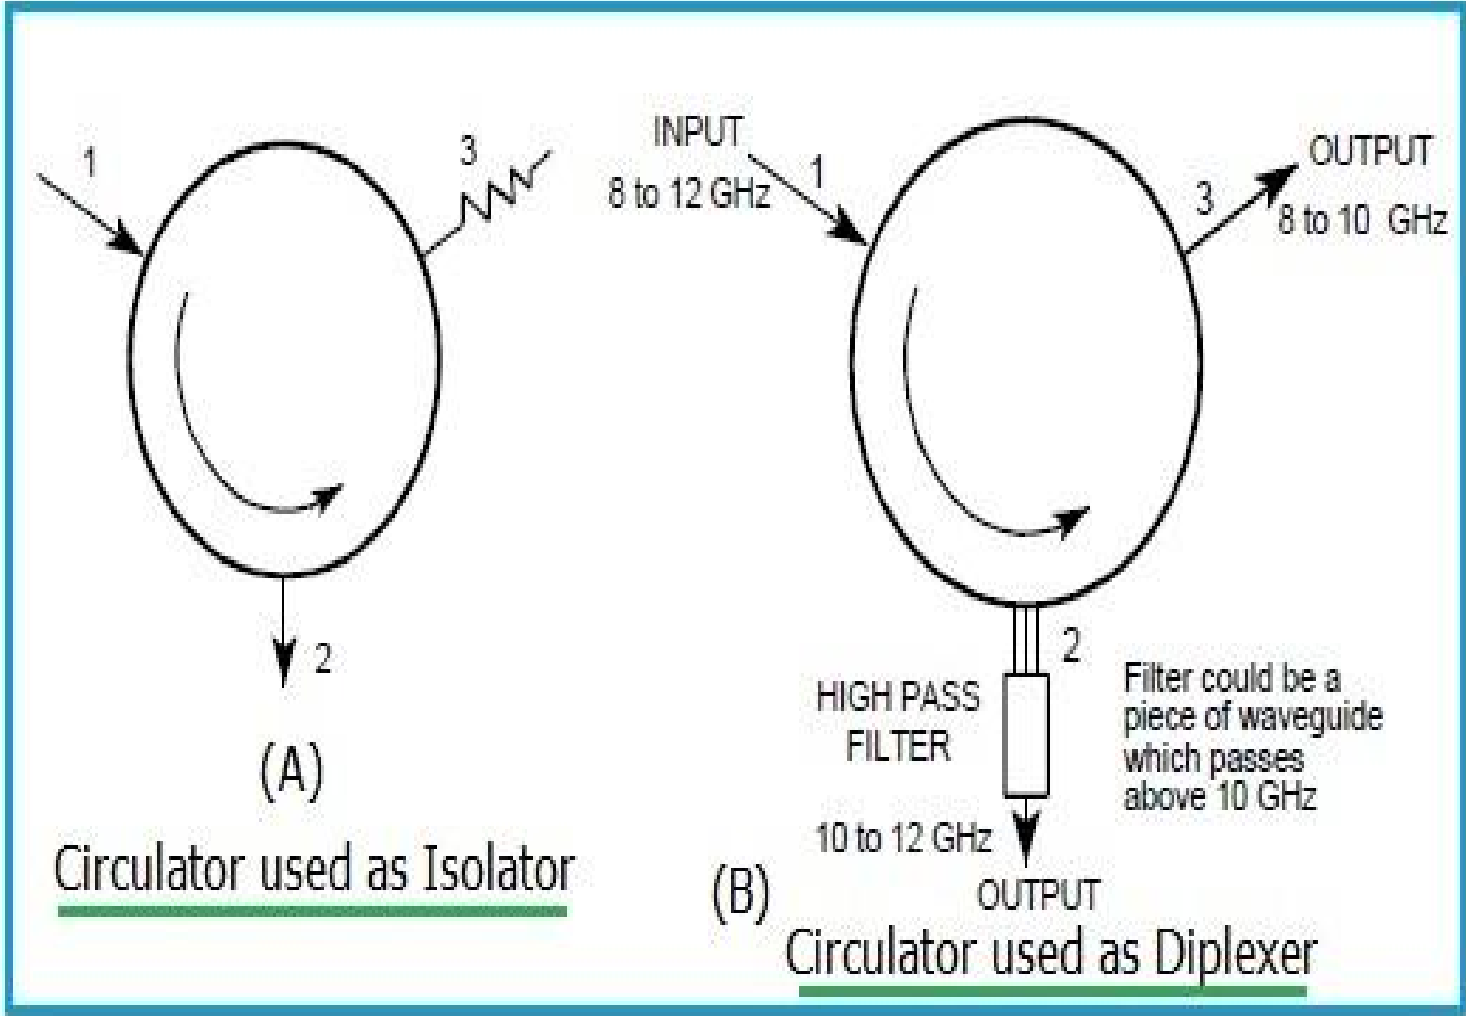 1
3
2
(A)
Circulator used as Isolator
INPUT
8 to 12 GHz
1
3
OUTPUT
8 to 10 GHz
2
HIGH PASS
FILTER
Filter could be a
piece of waveguide
which passes
above 10 GHz
10 to 12 GHz
OUTPUT
(B)
Circulator used as Diplexer